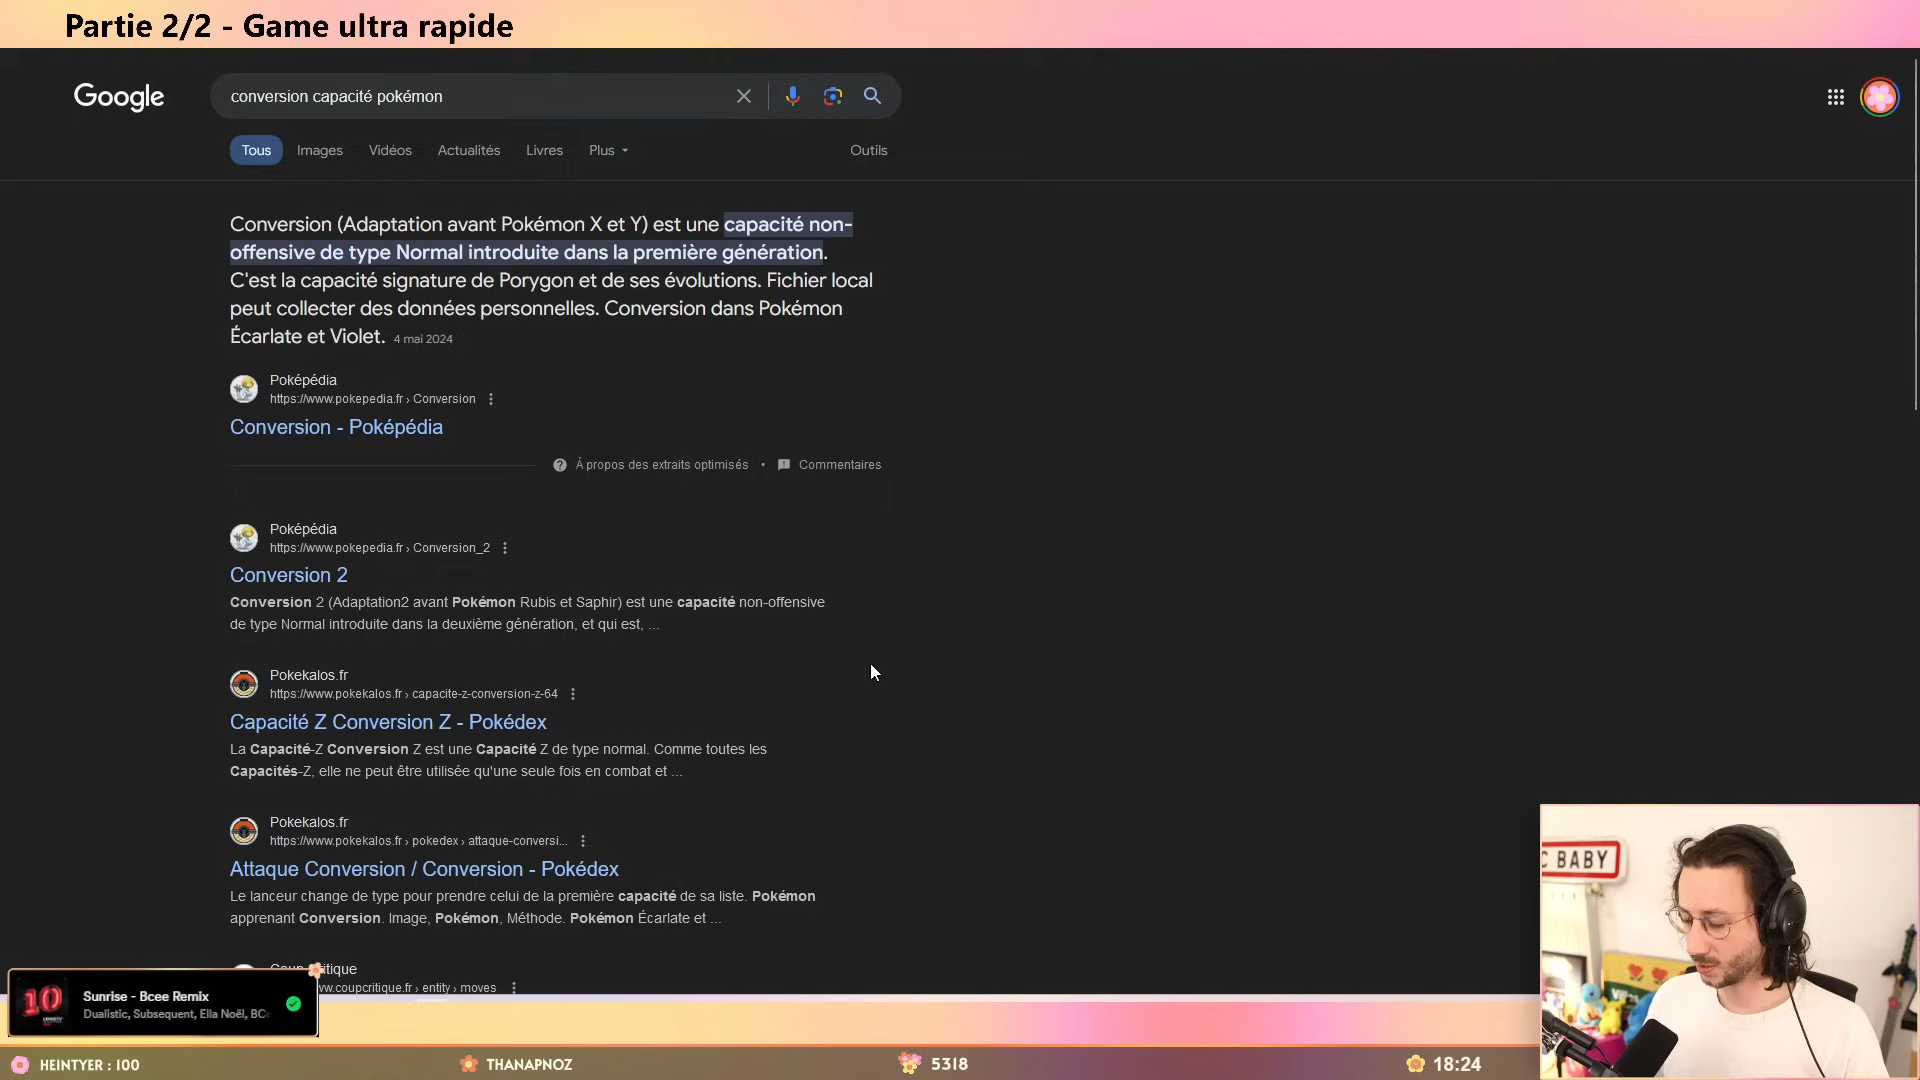 Partie 2/2 - Game ultra rapide
Google
conversion capacité pokémon
Tous
Images
Vidéos
Actualités
Livres
Plus
Outils
Conversion (Adaptation avant Pokémon X et Y) est une capacité non-
offensive de type Normal introduite dans la première génération.
C'est la capacité signature de Porygon et de ses évolutions. Fichier local
peut collecter des données personnelles. Conversion dans Pokémon
Écarlate et Violet. 4 mai 2024
Poképédia
https://www.pokepedia.fr › Conversion
Conversion - Poképédia
À propos des extraits optimisés • Commentaires
Poképédia
https://www.pokepedia.fr › Conversion_2
Conversion 2
Conversion 2 (Adaptation2 avant Pokémon Rubis et Saphir) est une capacité non-offensive
de type Normal introduite dans la deuxième génération, et qui est, ...
Pokekalos.fr
https://www.pokekalos.fr › capacite-z-conversion-z-64
Capacité Z Conversion Z - Pokédex
La Capacité-Z Conversion Z est une Capacité Z de type normal. Comme toutes les
Capacités-Z, elle ne peut être utilisée qu'une seule fois en combat et ...
Pokekalos.fr
https://www.pokekalos.fr › pokedex › attaque-conversi...
Attaque Conversion / Conversion - Pokédex
Le lanceur change de type pour prendre celui de la première capacité de sa liste. Pokémon
apprenant Conversion. Image, Pokémon, Méthode. Pokémon Écarlate et ...
ww.coupcritique.fr › entity › moves
10
Sunrise - Bcee Remix
Dualistic, Subsequent, Ella Noël, BC
C BABY
HEINTYER : 100
THANAPNOZ
5318
18:24